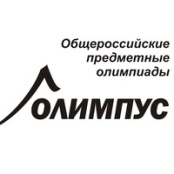 Общероссийские
предметные
олимпиады
ОЛИМПУС